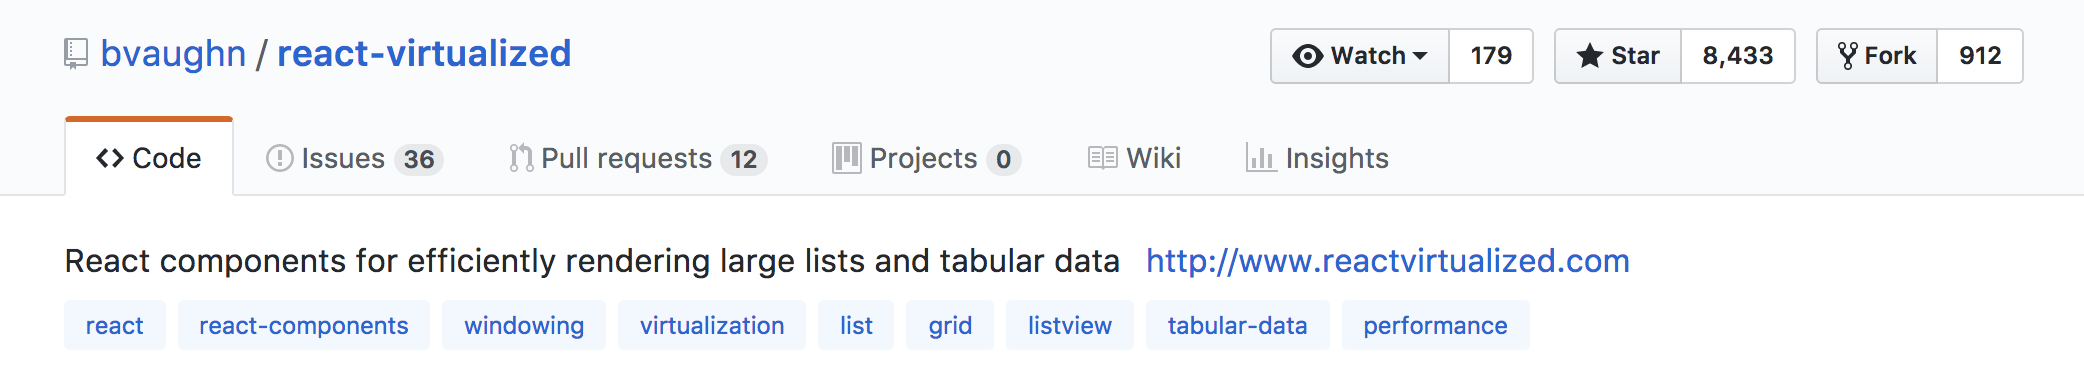 bvaughn / react-virtualized Watch 179 Star 8,433 Fork 912
Code Issues 36 Pull requests 12 Projects 0 Wiki Insights
React components for efficiently rendering large lists and tabular data http://www.reactvirtualized.com
react react-components windowing virtualization list grid listview tabular-data performance